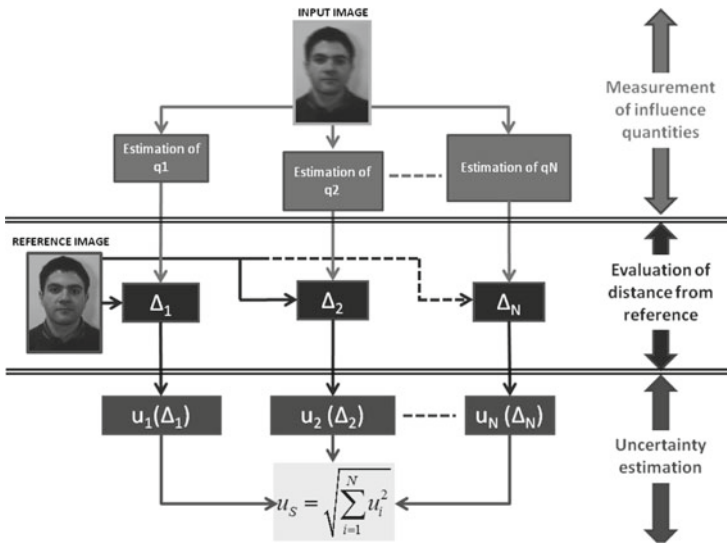 INPUT IMAGE
Measurement
of influence
quantities
Estimation of
q1
Estimation of
q2
Estimation of qN
REFERENCE IMAGE
Δ1
Δ2
ΔN
Evaluation of
distance from
reference
u1(Δ1)
u2 (Δ2)
uN (ΔN)
Uncertainty
estimation
uS = √∑i=1N ui2